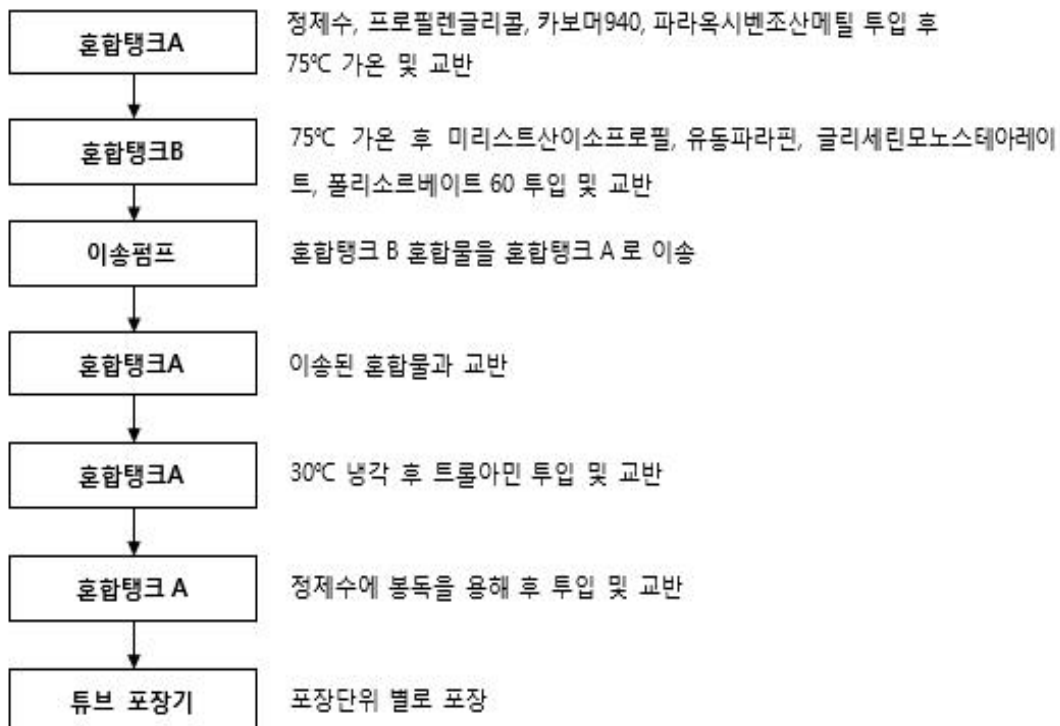 혼합탱크A
정제수, 프로필렌글리콜, 카보머940, 파라옥시벤조산메틸 투입 후
75℃ 가온 및 교반
혼합탱크B
75℃ 가온 후 미리스트산이소프로필, 유동파라핀, 글리세린모노스테아레이
트, 폴리소르베이트 60 투입 및 교반
이송펌프
혼합탱크 B 혼합물을 혼합탱크 A 로 이송
혼합탱크A
이송된 혼합물과 교반
혼합탱크A
30℃ 냉각 후 트롤아민 투입 및 교반
혼합탱크 A
정제수에 봉독을 용해 후 투입 및 교반
튜브 포장기
포장단위 별로 포장